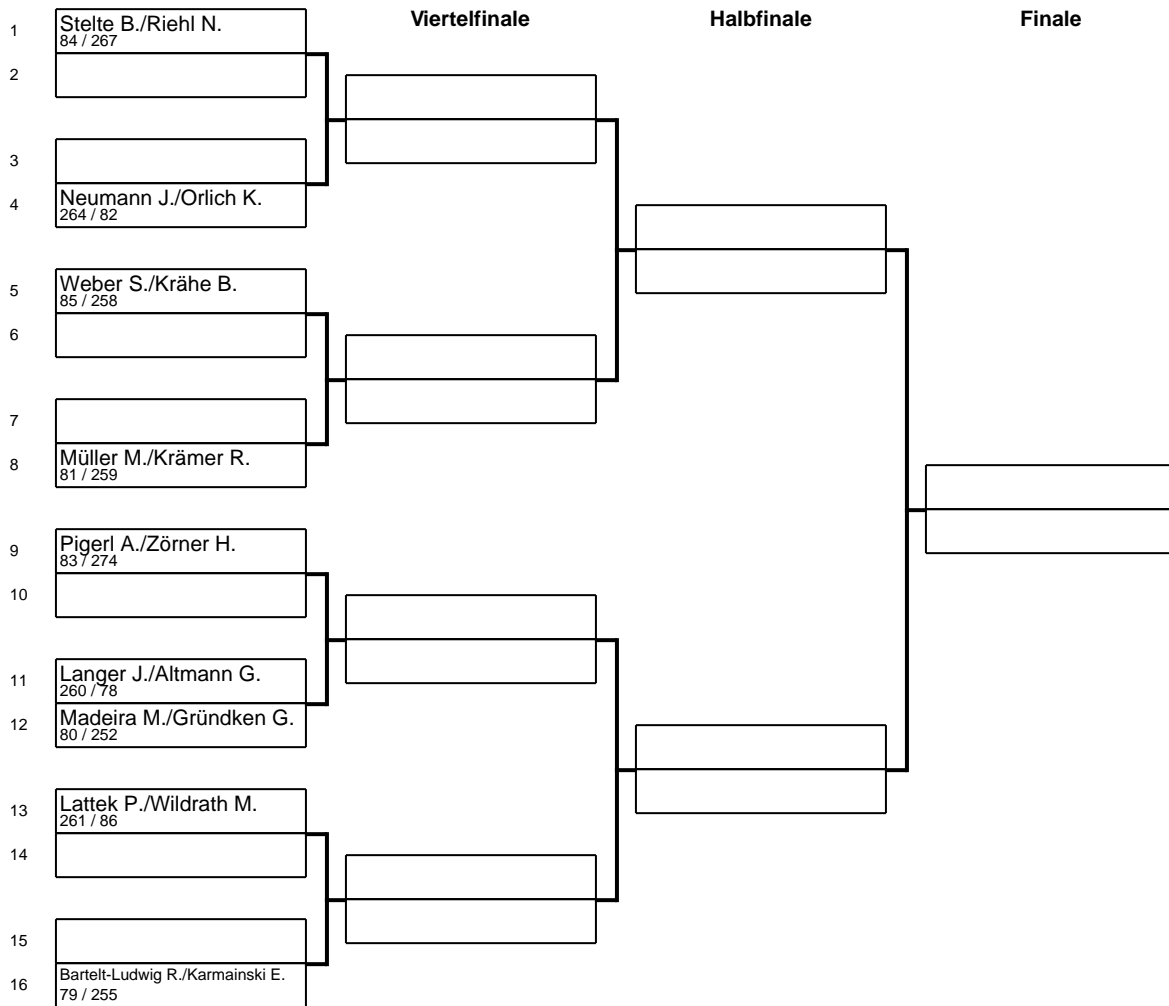 Viertelfinale Halbfinale Finale
1 Stelte B./Riehl N.
84 / 267
2
3
4 Neumann J./Orlich K.
264 / 82
5 Weber S./Krähe B.
85 / 258
6
7
8 Müller M./Krämer R.
81 / 259
9 Pigerl A./Zörner H.
83 / 274
10
11 Langer J./Altmann G.
260 / 78
12 Madeira M./Gründken G.
80 / 252
13 Lattek P./Wildrath M.
261 / 86
14
15
16 Bartelt-Ludwig R./Karmainski E.
79 / 255